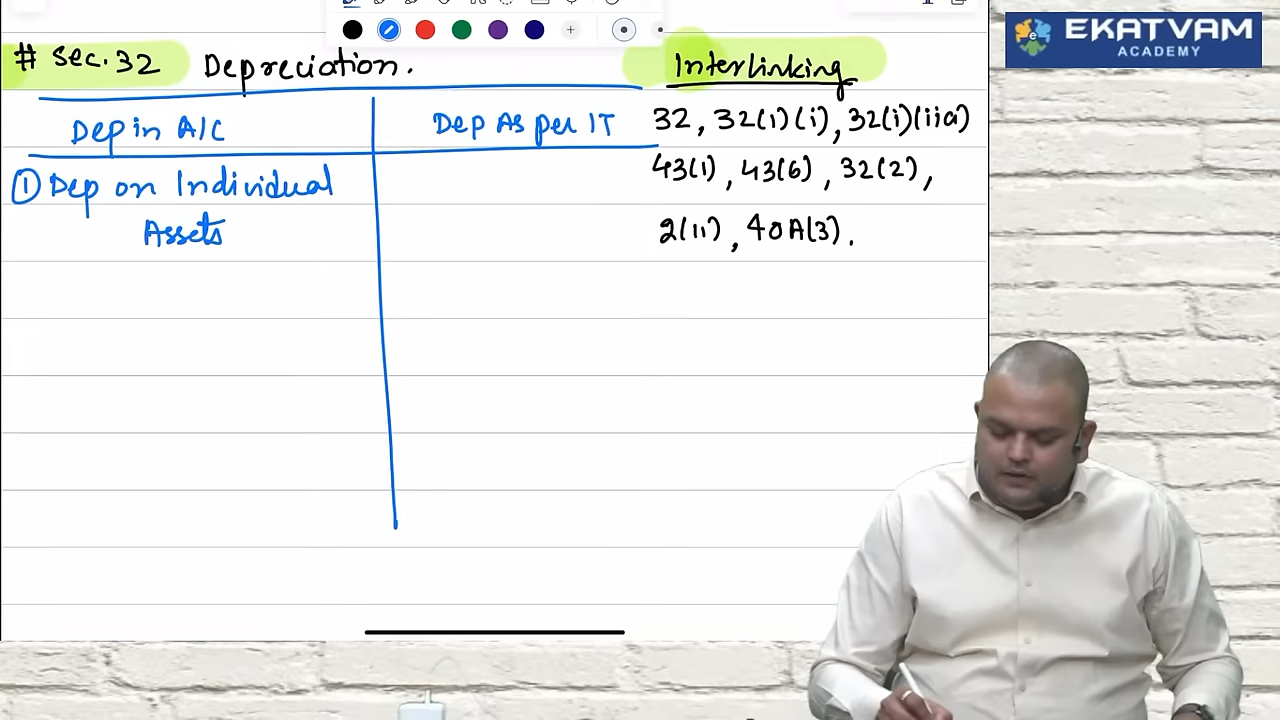 # Sec. 32 Depreciation.
Interlinking
EKATVAM
ACADEMY
Dep in A/C
Dep As per IT
① Dep on Individual
Assets
32, 32(1)(i), 32(i)(iia)
43(1), 43(6), 32(2),
2(11), 40A(3).